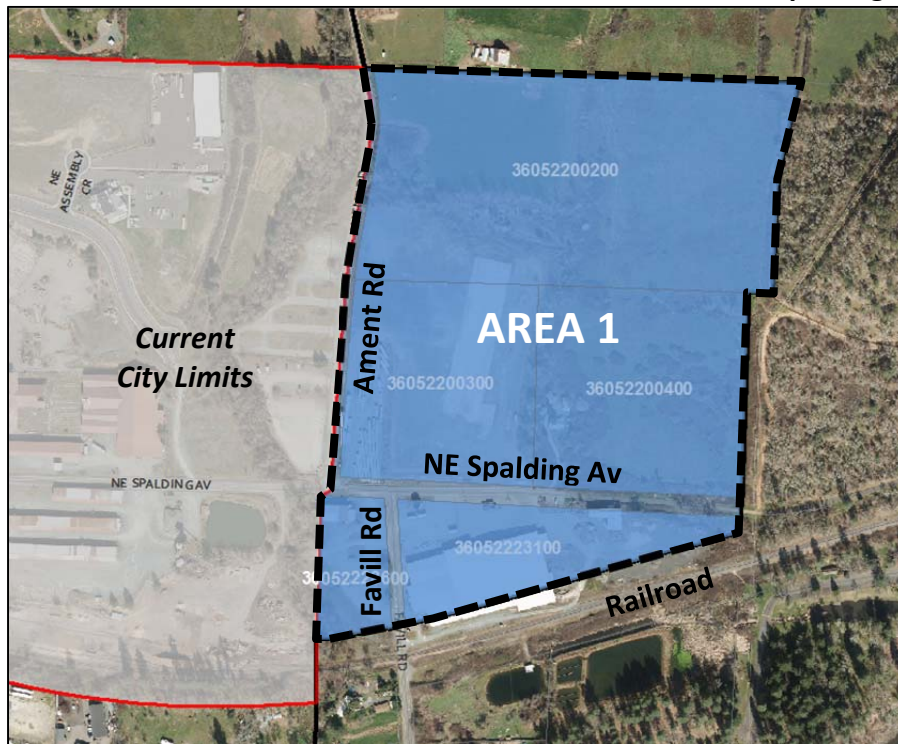 36052200200
NE
ASSEMBLY
CR
Ament Rd
AREA 1
Current
City Limits
36052200300
36052200400
NE Spalding Av
NE SPALDING AV
Favill Rd
36052223100
Railroad